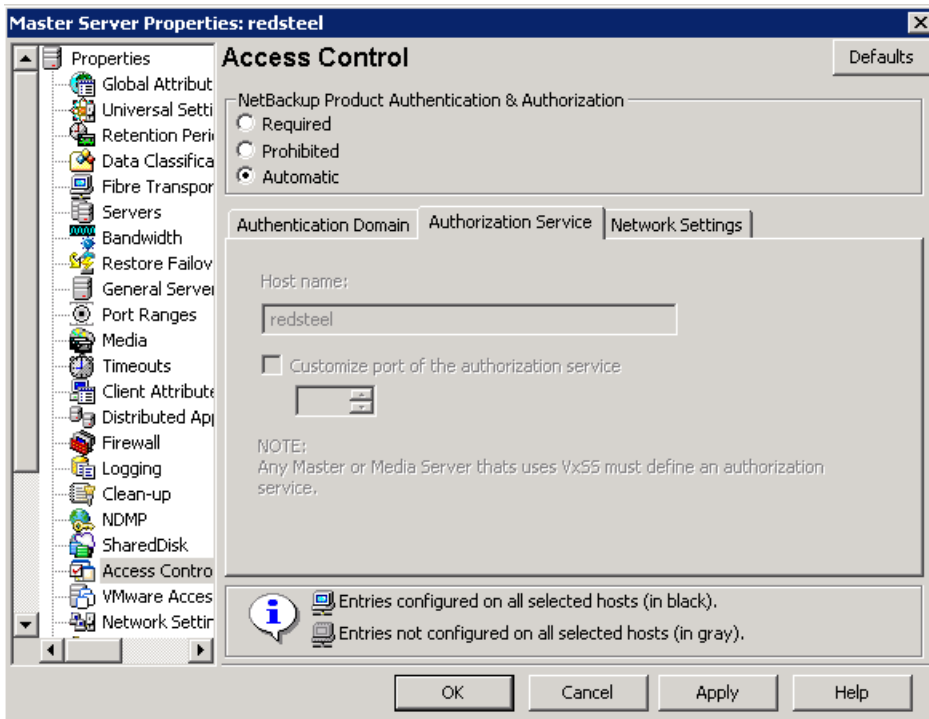 Master Server Properties: redsteel
Properties
Global Attribut
Universal Setti
Retention Peri
Data Classifica
Fibre Transpor
Servers
Bandwidth
Restore Failov
General Server
Port Ranges
Media
Timeouts
Client Attribute
Distributed App
Firewall
Logging
Clean-up
NDMP
SharedDisk
Access Contro
VMware Acces
Network Settin
Access Control
Defaults
NetBackup Product Authentication & Authorization
Required
Prohibited
Automatic
Authentication Domain
Authorization Service
Network Settings
Host name:
redsteel
Customize port of the authorization service
NOTE:
Any Master or Media Server thats uses VxSS must define an authorization
service.
Entries configured on all selected hosts (in black).
Entries not configured on all selected hosts (in gray).
OK
Cancel
Apply
Help